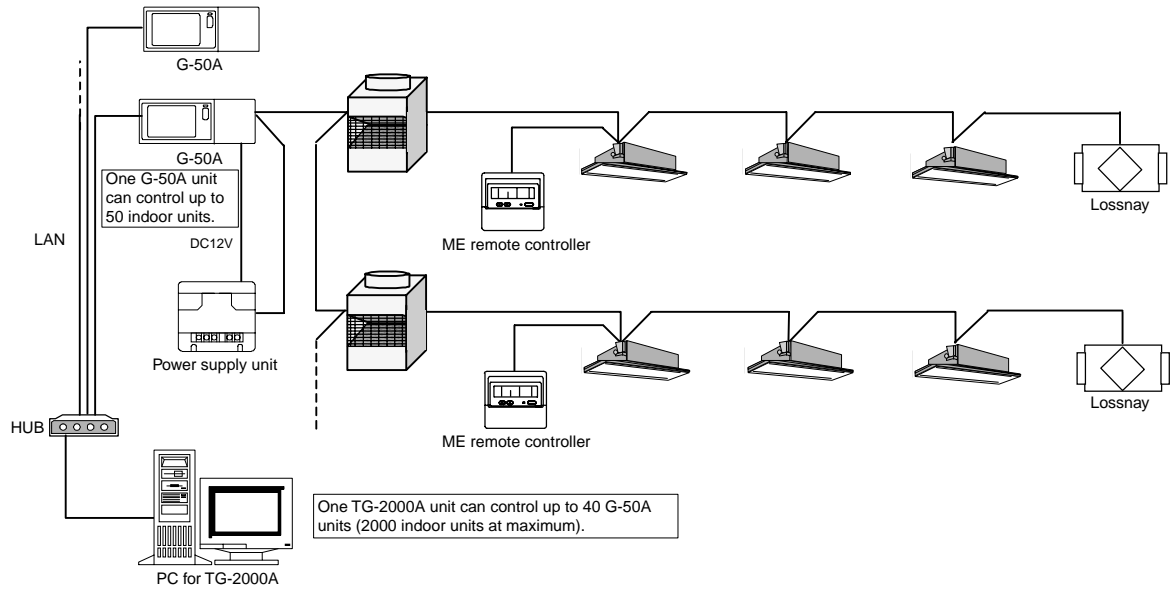 G-50A
G-50A
One G-50A unit
can control up to
50 indoor units.
LAN
DC12V
Power supply unit
ME remote controller
Lossnay
ME remote controller
Lossnay
HUB
One TG-2000A unit can control up to 40 G-50A
units (2000 indoor units at maximum).
PC for TG-2000A